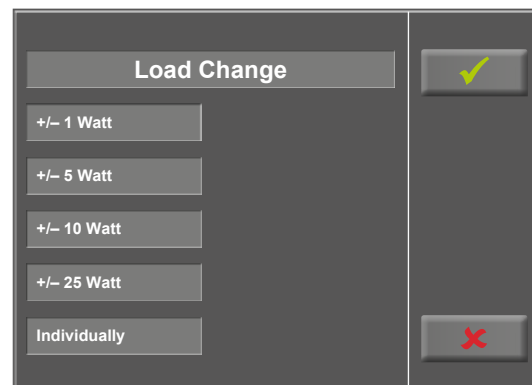 Load Change
+/– 1 Watt
+/– 5 Watt
+/– 10 Watt
+/– 25 Watt
Individually